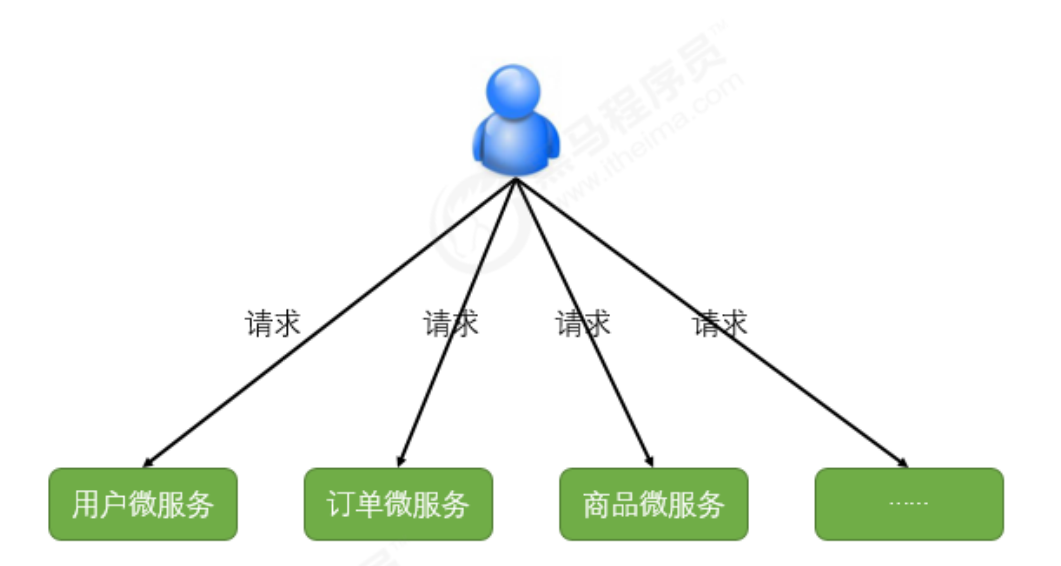 黑马程序员
www.itheima.com
请求 请求 请求 请求
用户微服务 订单微服务 商品微服务 ……